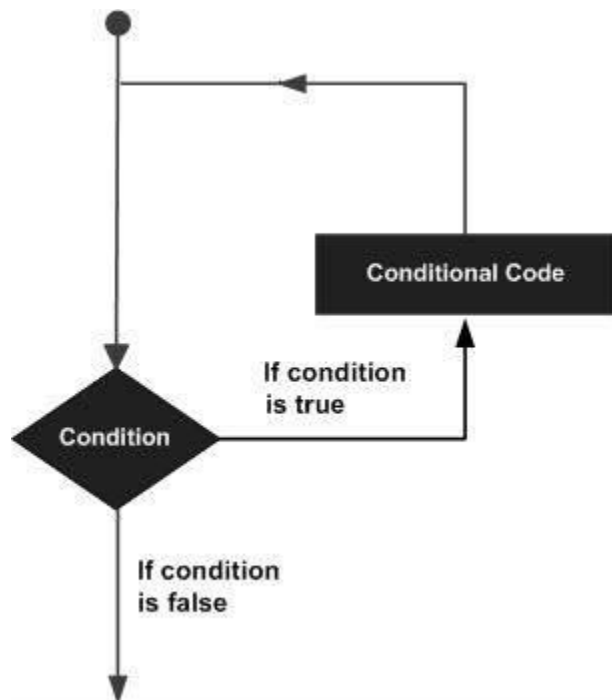 Conditional Code
If condition
is true
Condition
If condition
is false